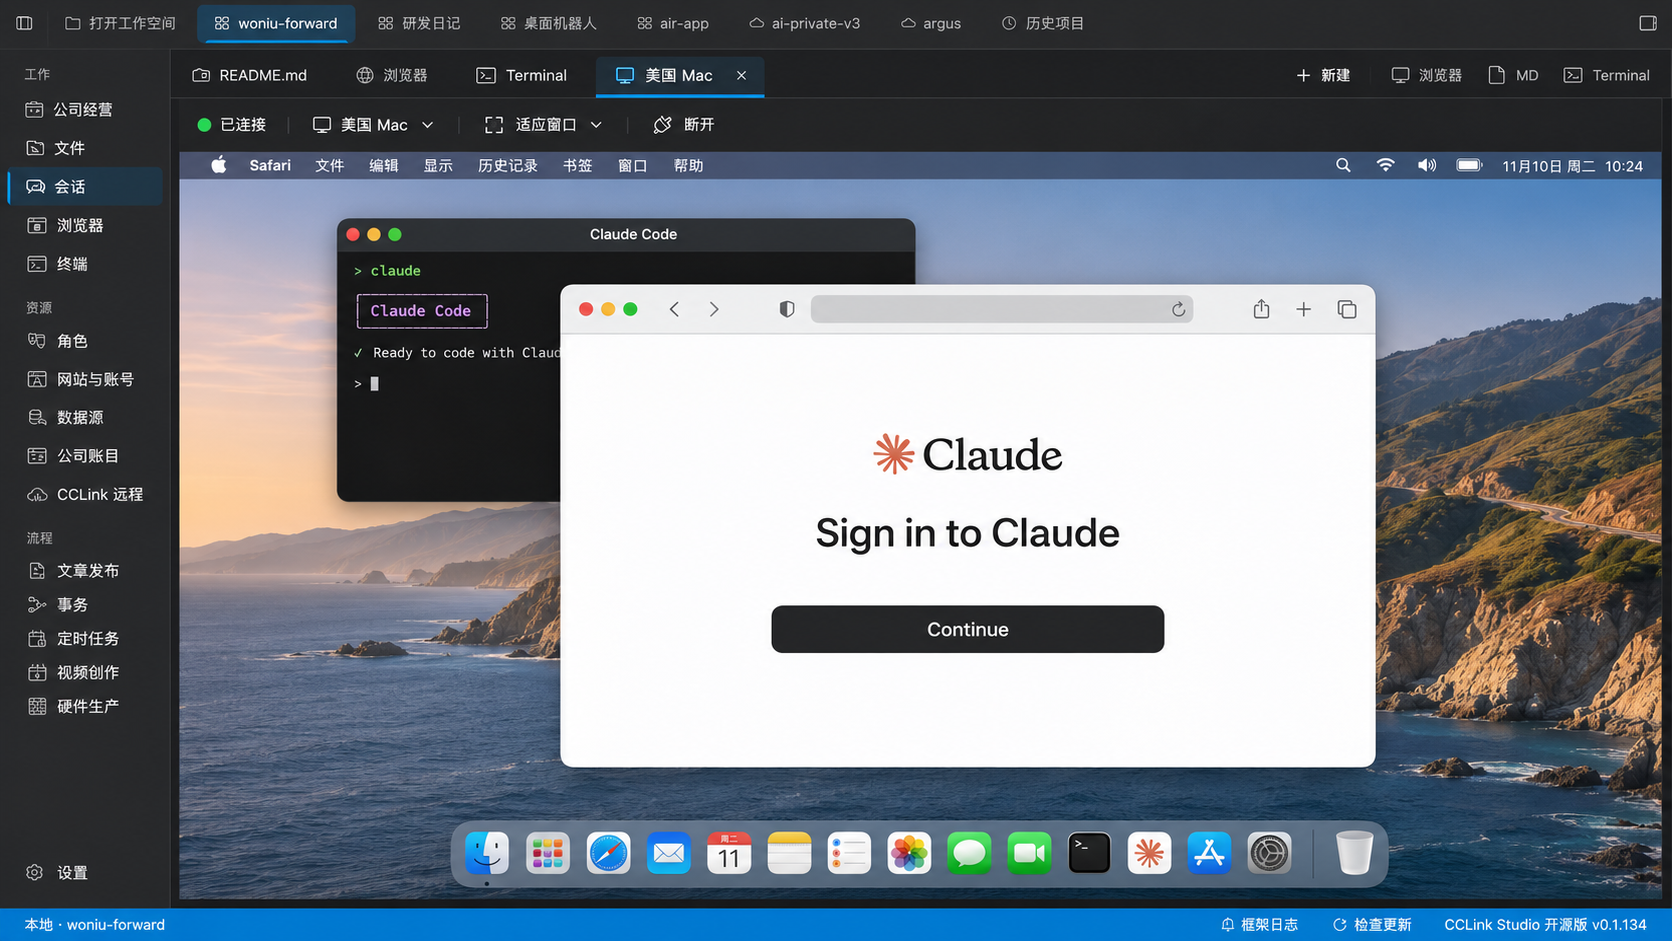 打开工作空间 woniu-forward 研发日记 桌面机器人 air-app ai-private-v3 argus 历史项目
工作
公司经营
文件
会话
浏览器
终端
资源
角色
网站与账号
数据源
公司账目
CCLink 远程
流程
文章发布
事务
定时任务
视频创作
硬件生产
设置
README.md 浏览器 Terminal 美国 Mac 新建 浏览器 MD Terminal
已连接 美国 Mac 适应窗口 断开
Safari 文件 编辑 显示 历史记录 书签 窗口 帮助 11月10日 周二 10:24
Claude Code
> claude
Claude Code
✓ Ready to code with Claud
>
Claude
Sign in to Claude
Continue
周二
11
>_
本地 · woniu-forward 框架日志 检查更新 CCLink Studio 开源版 v0.1.134